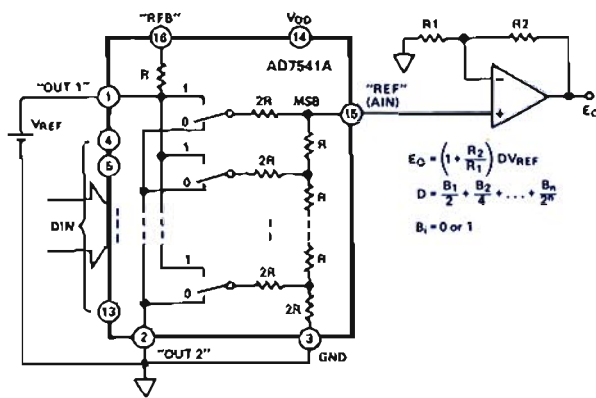 "RFB"
VDD
16
14
AD7541A
R
"OUT 1"
1
1
0
2R
MSB
15
"REF"
(AIN)
R1
R2
−
+
EO
VREF
4
5
R
1
0
2R
R
DIN
1
0
2R
R
2R
13
2
"OUT 2"
3
GND
EO = (1 + R2/R1) DVREF
D = B1/2 + B2/4 + . . . + Bn/2ⁿ
Bi = 0 or 1